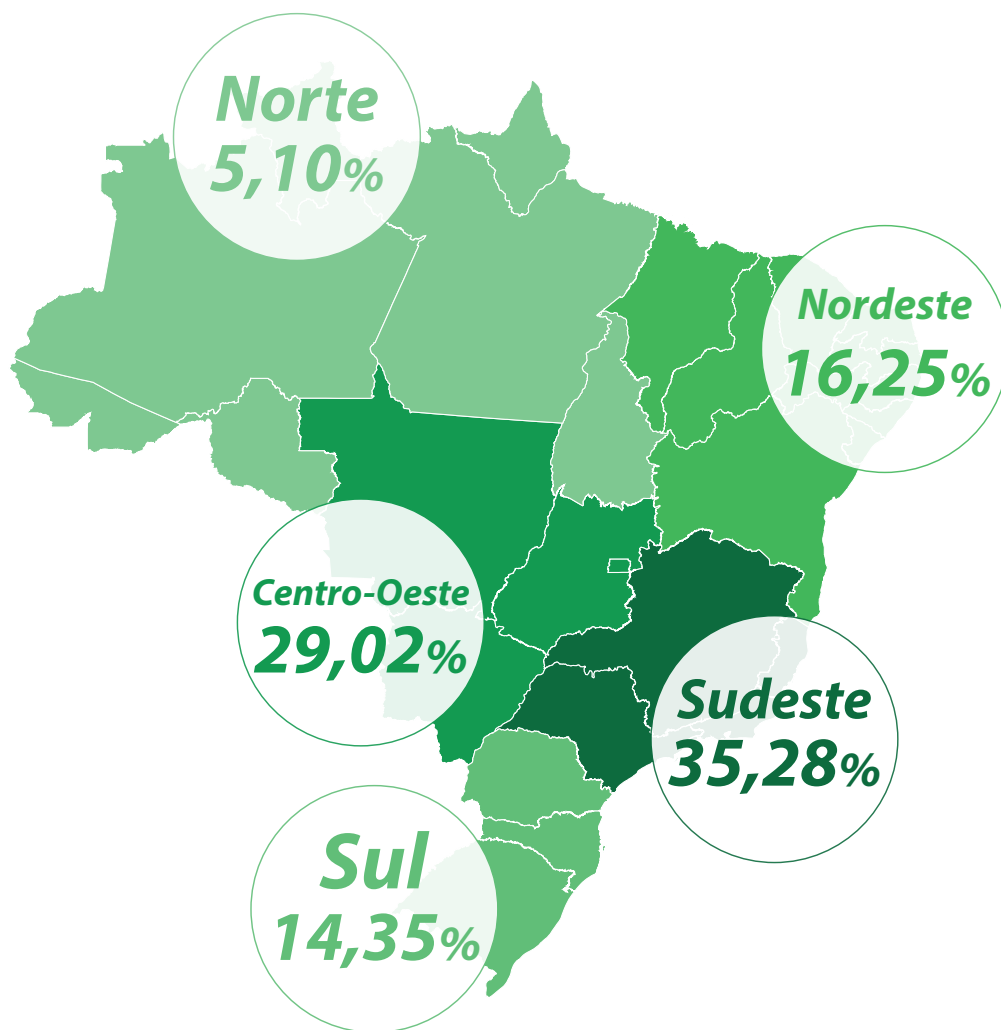 Norte
5,10%
Nordeste
16,25%
Centro-Oeste
29,02%
Sudeste
35,28%
Sul
14,35%